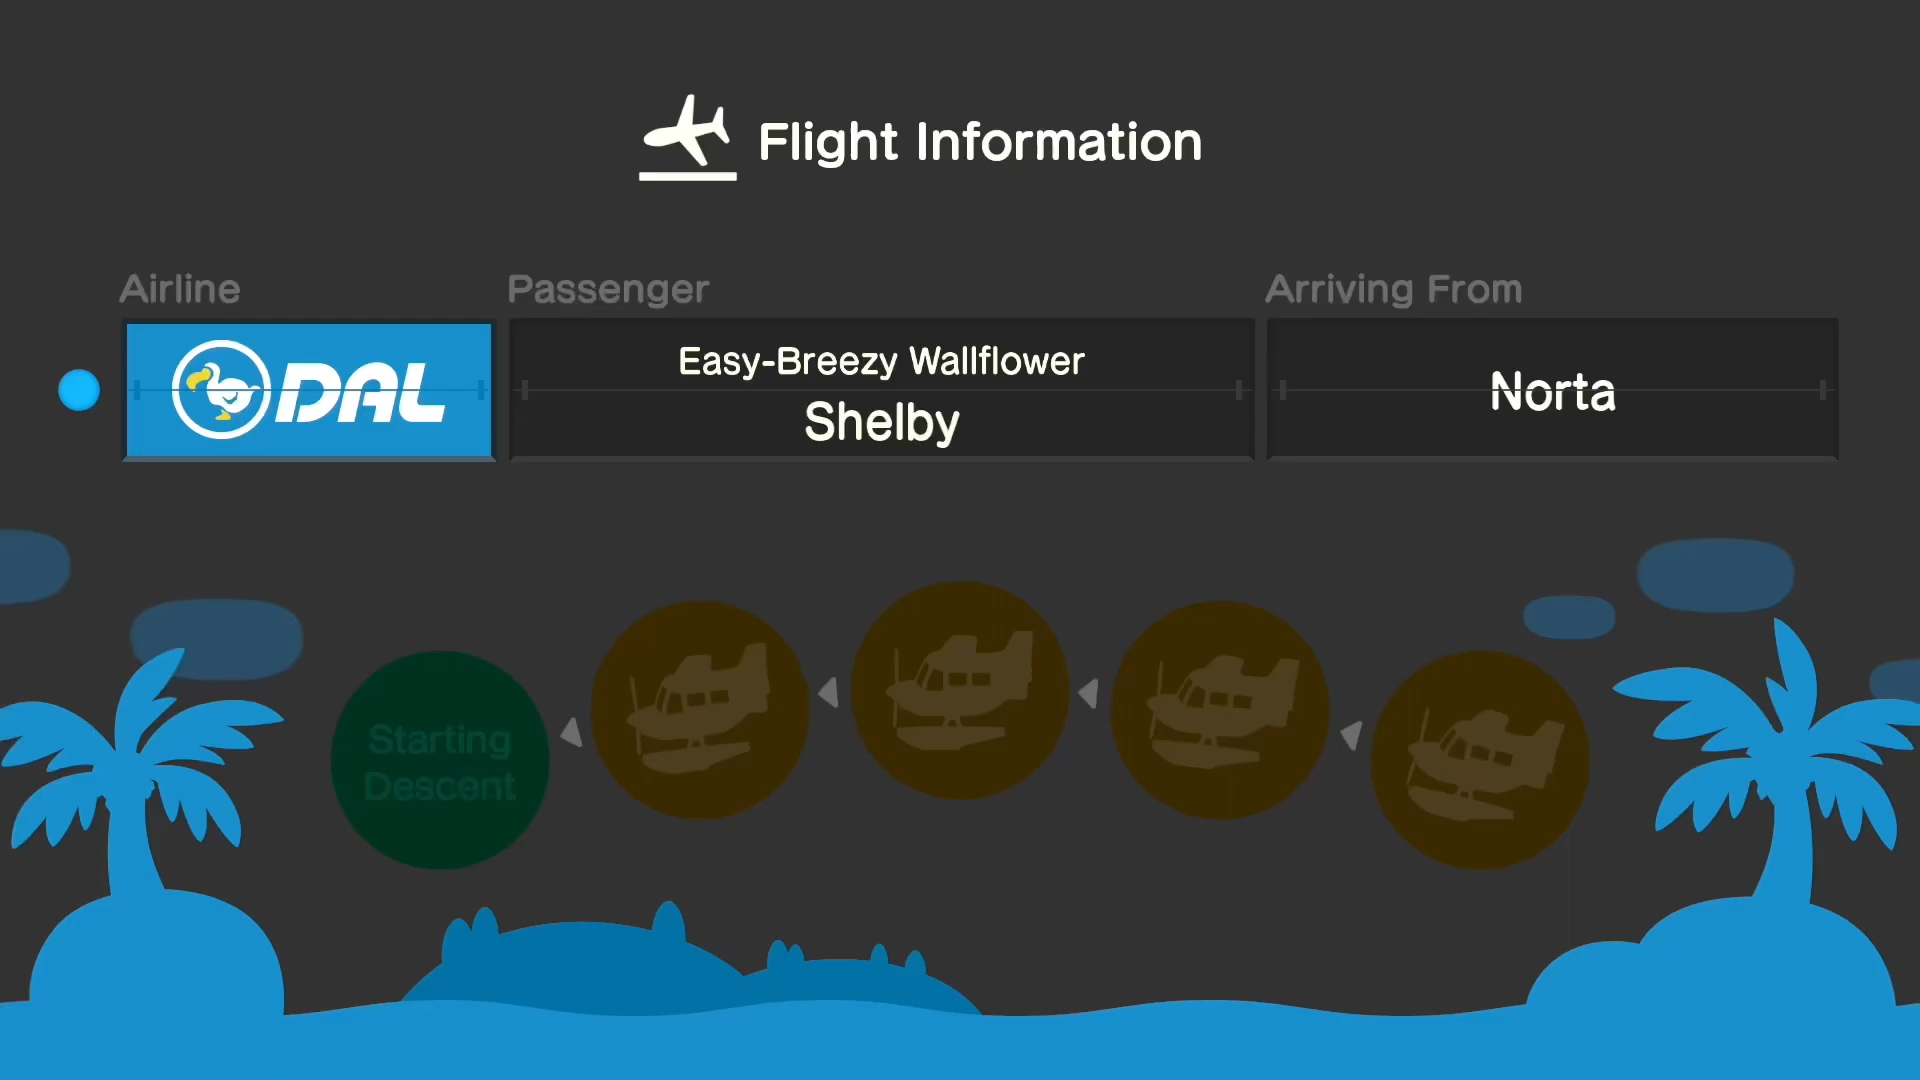 Flight Information
Airline
Passenger
Arriving From
DAL
Easy-Breezy Wallflower
Shelby
Norta
Starting
Descent